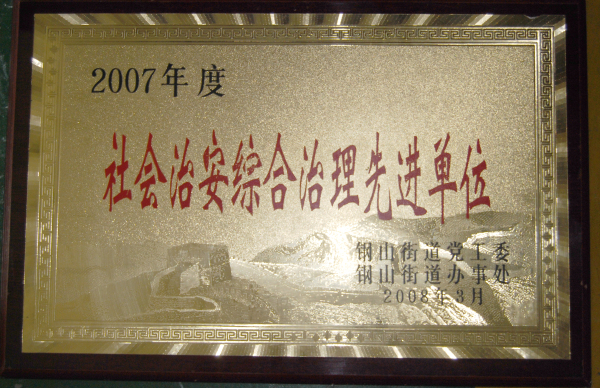 2007年度
社会治安综合治理先进单位
钢山街道党工委
钢山街道办事处
2008年3月